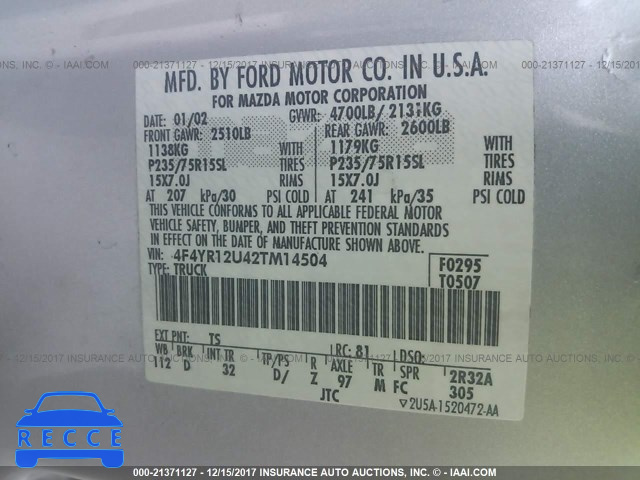 000-21371127 - 12/15/2017 INSURANCE AUTO AUCTIONS CORP. © - IAAI.COM
MFD. BY FORD MOTOR CO. IN U.S.A.
FOR MAZDA MOTOR CORPORATION
DATE: 01/02 GVWR: 4700LB/ 2131KG
FRONT GAWR: 2510LB REAR GAWR: 2600LB
1138KG 1179KG
P235/75R15SL TIRES P235/75R15SL TIRES
15X7.0J RIMS 15X7.0J RIMS
AT 207 kPa/30 PSI COLD AT 241 kPa/35 PSI COLD
THIS VEHICLE CONFORMS TO ALL APPLICABLE FEDERAL MOTOR
VEHICLE SAFETY, BUMPER, AND THEFT PREVENTION STANDARDS
IN EFFECT ON THE DATE OF MANUFACTURE SHOWN ABOVE.
VIN: 4F4YR12U42TM14504 F0295
TYPE: TRUCK T0507
EXT PNT: TS RC: 81 DSO:
WB BRK INT TR TP/PS R AXLE TR SPR 2R32A
112 D 32 D/ Z 97 M FC 305
JTC ▽2U5A-1520472-AA
RECCE
000-21371127 - 12/15/2017 INSURANCE AUTO AUCTIONS CORP. © - IAAI.COM